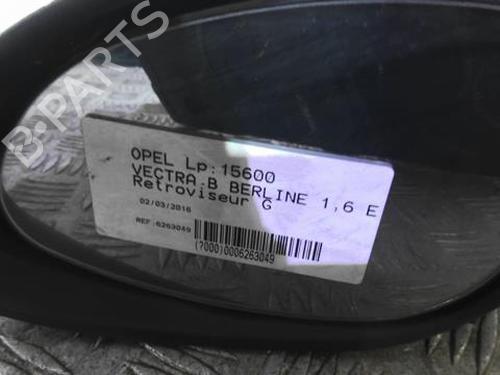 B-PARTS
OPEL Lp:15600
VECTRA B BERLINE 1,6 E
Retroviseur G
02/03/2016
REF:6263049
(7000)0006263049